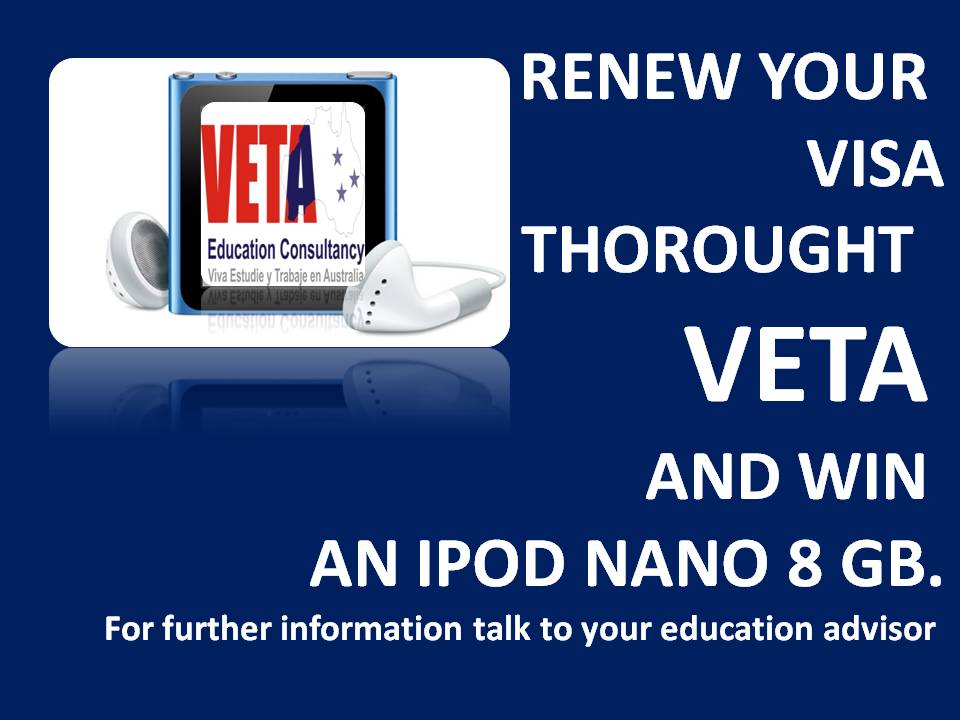 RENEW YOUR
VISA
THOROUGHT
VETA
AND WIN
AN IPOD NANO 8 GB.
For further information talk to your education advisor
VETA
Education Consultancy
Viva Estudie y Trabaje en Australia